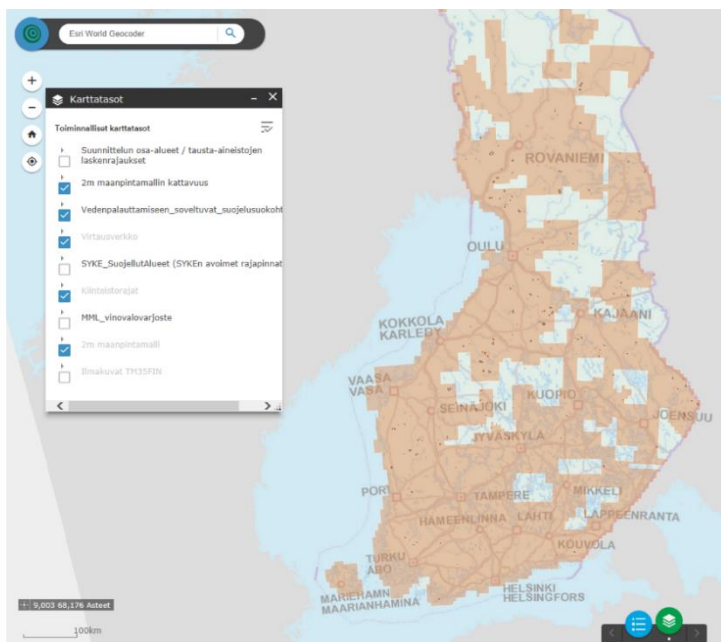 Esri World Geocoder
Karttatasot
Toiminnalliset karttatasot
Suunnittelun osa-alueet / tausta-aineistojen
laskenrajaukset
2m maanpintamallin kattavuus
Vedenpalauttamiseen_soveltuvat_suojelusuokoht
Virtausverkko
SYKE_SuojellutAlueet (SYKEn avoimet rajapinnat
Kiinteistorajat
MML_vinovalovarjoste
2m maanpintamalli
Ilmakuvat TM35FIN
ROVANIEMI
OULU
KAJAANI
KOKKOLA
KARLEBY
VAASA
VASA
SEINÄJOKI
KUOPIO
JOENSUU
JYVÄSKYLÄ
PORI
TAMPERE
MIKKELI
HÄMEENLINNA
LAHTI
LAPPEENRANTA
KOUVOLA
TURKU
ÅBO
MARIEHAMN
MAARIANHAMINA
HELSINKI
HELSINGFORS
9,003 68,176 Asteet
100km